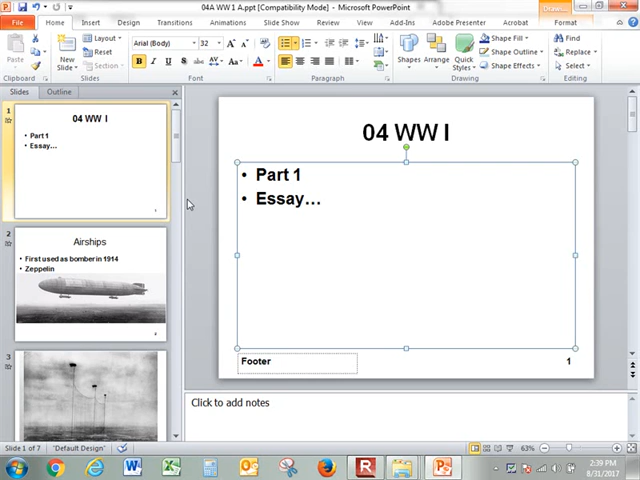 04A WW 1 A.ppt [Compatibility Mode] - Microsoft PowerPoint
File Home Insert Design Transitions Animations Slide Show Review View Add-Ins Adobe Presenter Acrobat Format
Paste
Clipboard
New Slide
Layout
Reset
Section
Slides
Arial (Body) 32
B I U S
Font
Paragraph
Shapes
Arrange
Quick Styles
Shape Fill
Shape Outline
Shape Effects
Drawing
Find
Replace
Select
Editing
Slides Outline
1
04 WW I
• Part 1
• Essay…
1
2
Airships
• First used as bomber in 1914
• Zeppelin
3
04 WW I
• Part 1
• Essay…
Footer
1
Click to add notes
Slide 1 of 7 "Default Design" 63%
2:39 PM
8/31/2017